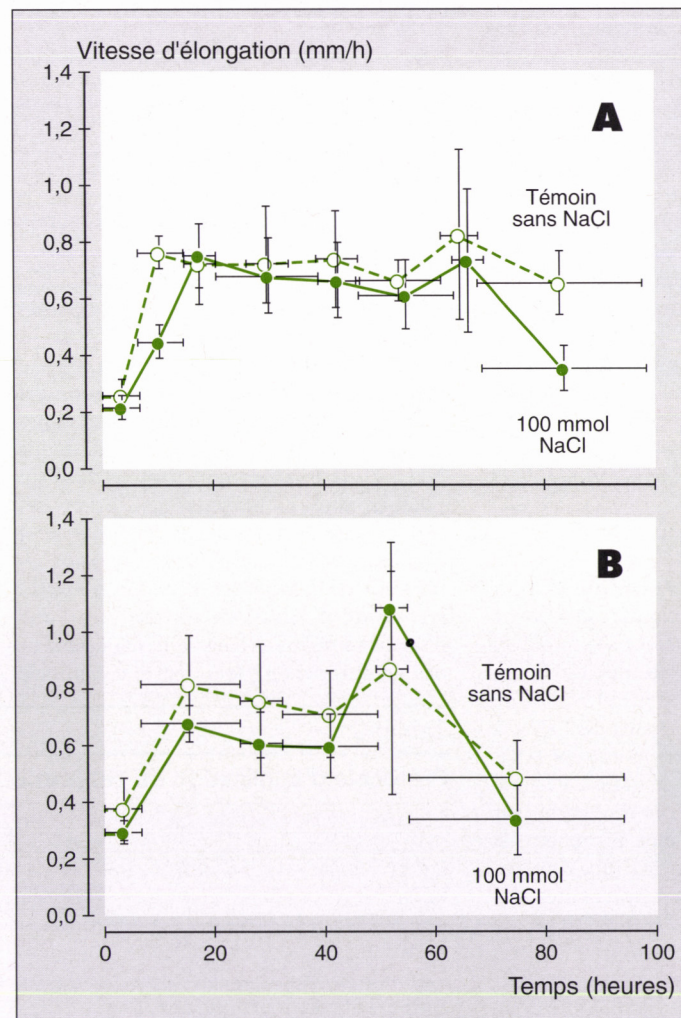 Vitesse d'élongation (mm/h)
1,4
1,2
1,0
0,8
0,6
0,4
0,2
0,0
A
Témoin
sans NaCl
100 mmol
NaCl
1,4
1,2
1,0
0,8
0,6
0,4
0,2
0,0
B
Témoin
sans NaCl
100 mmol
NaCl
0
20
40
60
80
100
Temps (heures)